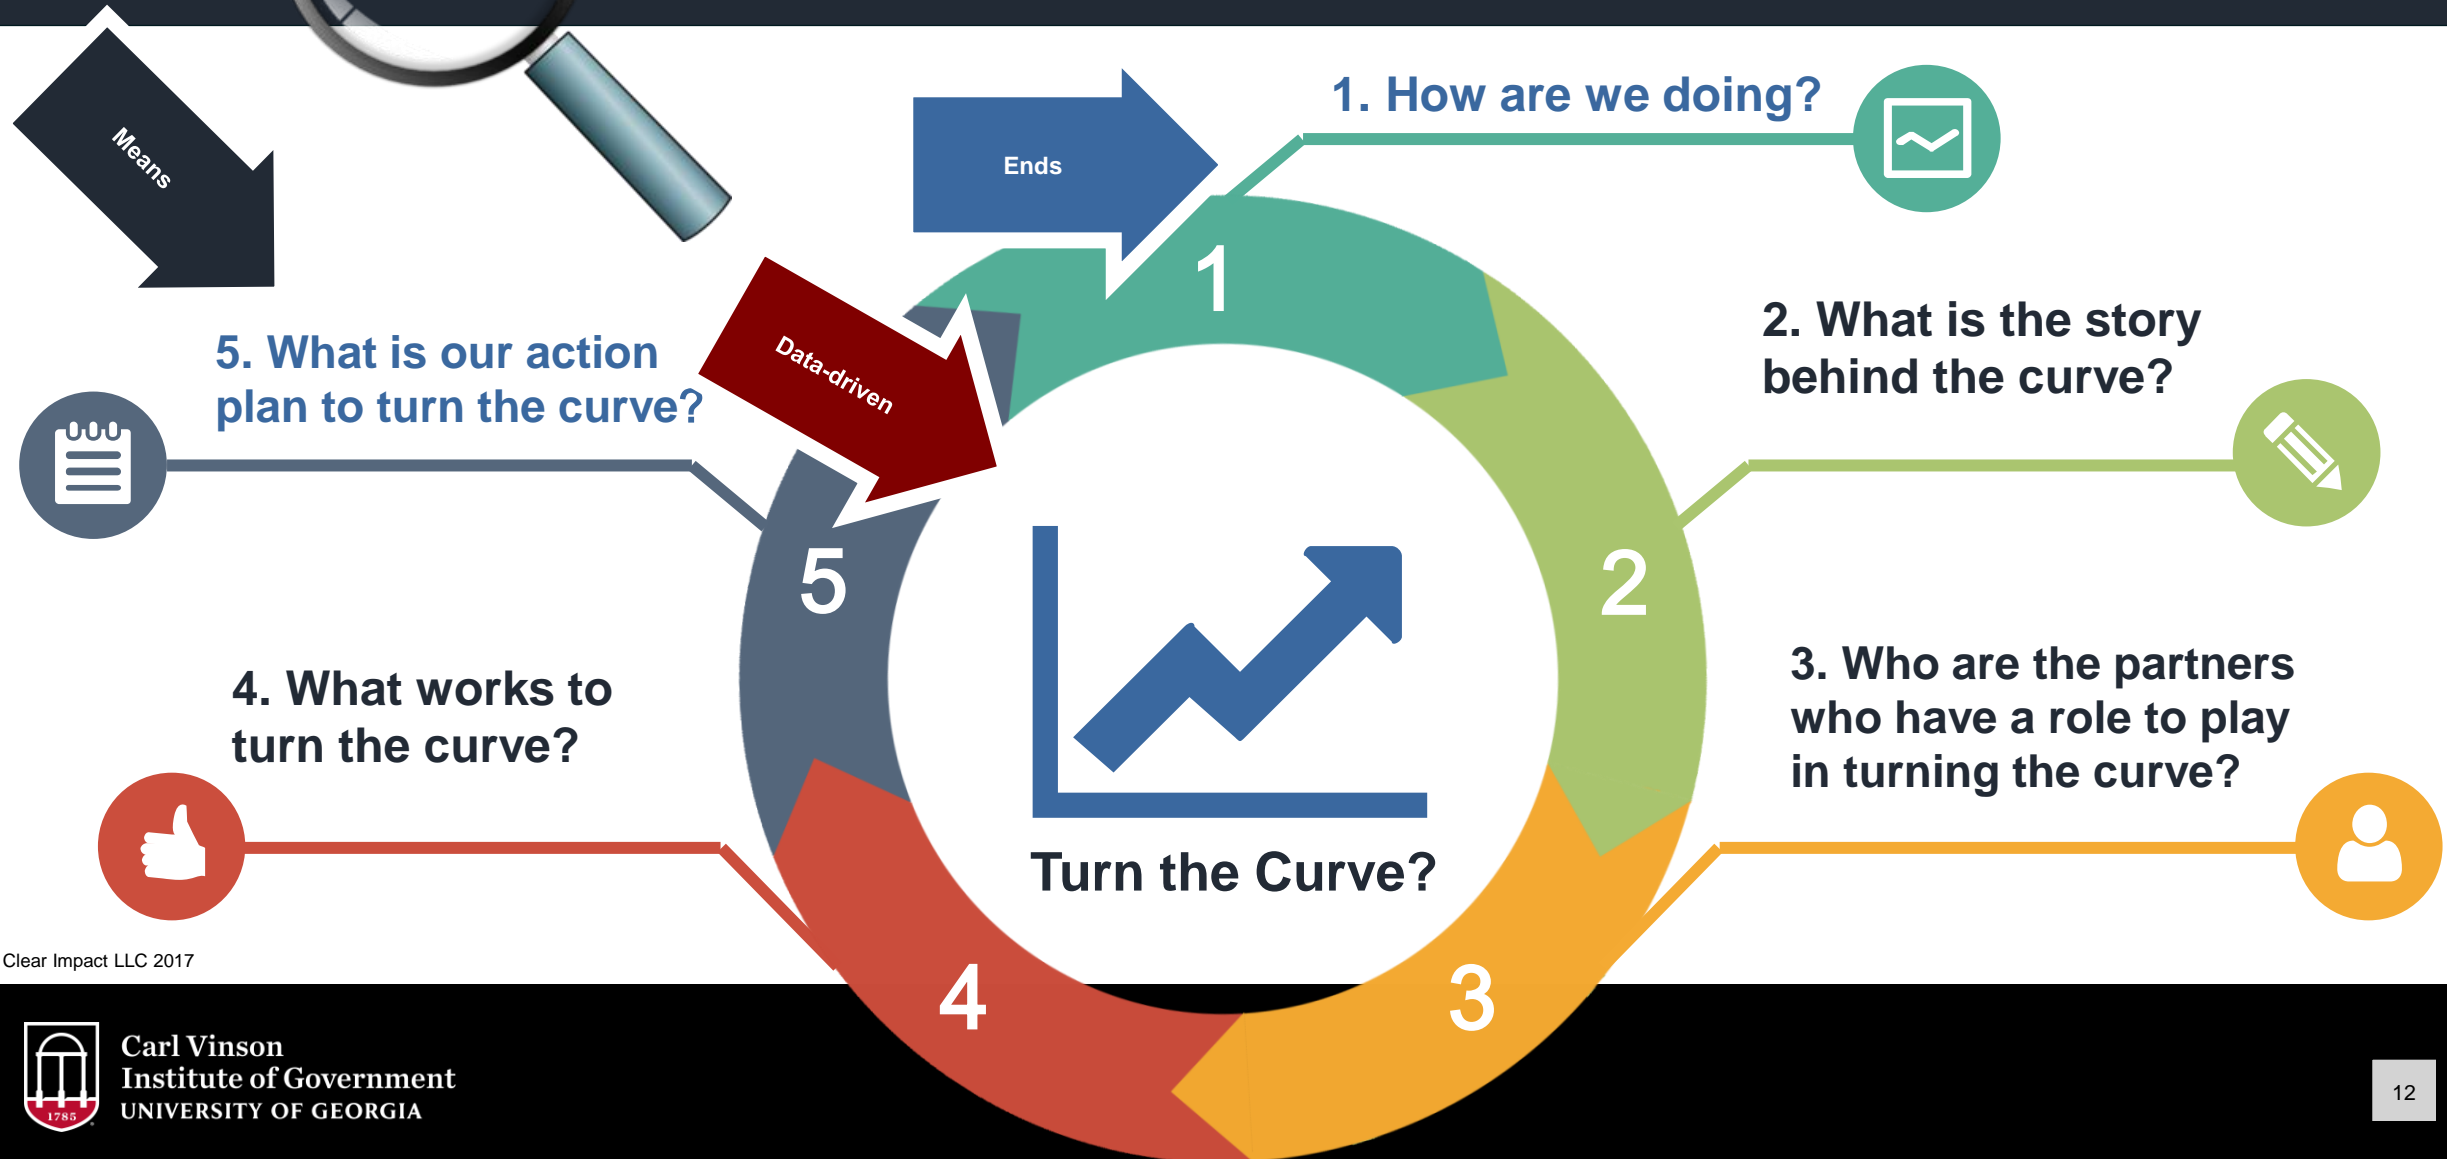 Means
Ends
1. How are we doing?
1
2. What is the story
behind the curve?
Data-driven
5. What is our action
plan to turn the curve?
5
2
3. Who are the partners
who have a role to play
in turning the curve?
4. What works to
turn the curve?
Turn the Curve?
Clear Impact LLC 2017
4
3
Carl Vinson
Institute of Government
UNIVERSITY OF GEORGIA
1785
12